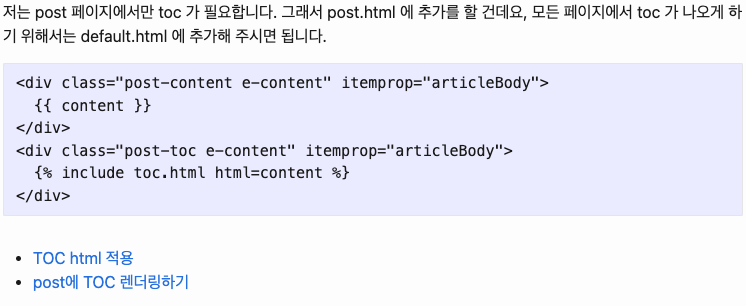 저는 post 페이지에서만 toc 가 필요합니다. 그래서 post.html 에 추가를 할 건데요, 모든 페이지에서 toc 가 나오게 하
기 위해서는 default.html 에 추가해 주시면 됩니다.
<div class="post-content e-content" itemprop="articleBody">
  {{ content }}
</div>
<div class="post-toc e-content" itemprop="articleBody">
  {% include toc.html html=content %}
</div>
• TOC html 적용
• post에 TOC 렌더링하기